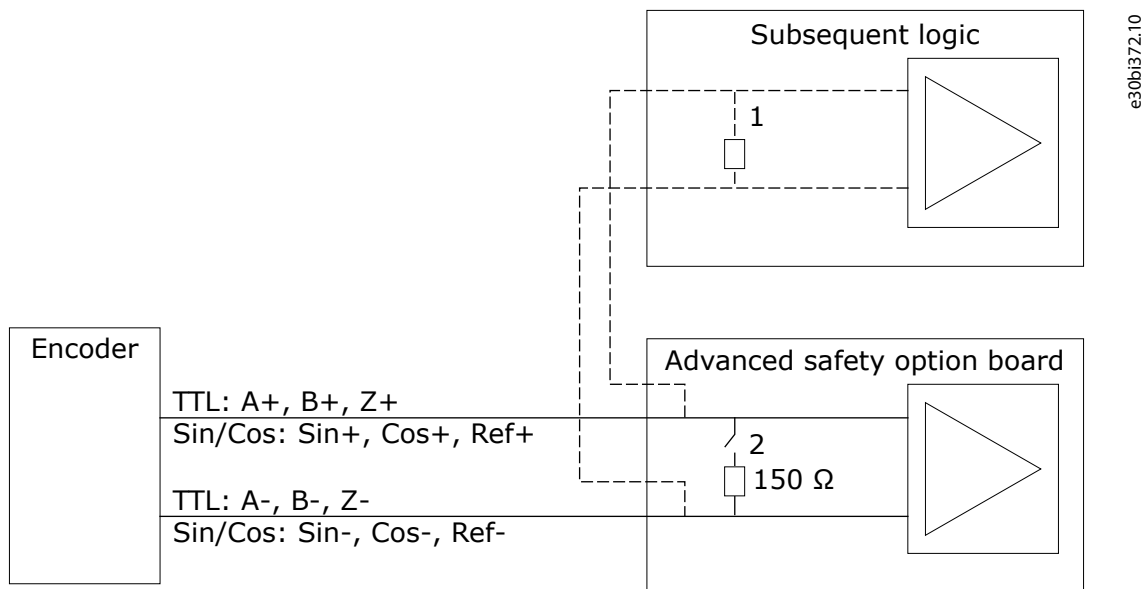 Subsequent logic
e30bi372.10
1
Encoder
Advanced safety option board
TTL: A+, B+, Z+
Sin/Cos: Sin+, Cos+, Ref+
2
150 Ω
TTL: A-, B-, Z-
Sin/Cos: Sin-, Cos-, Ref-